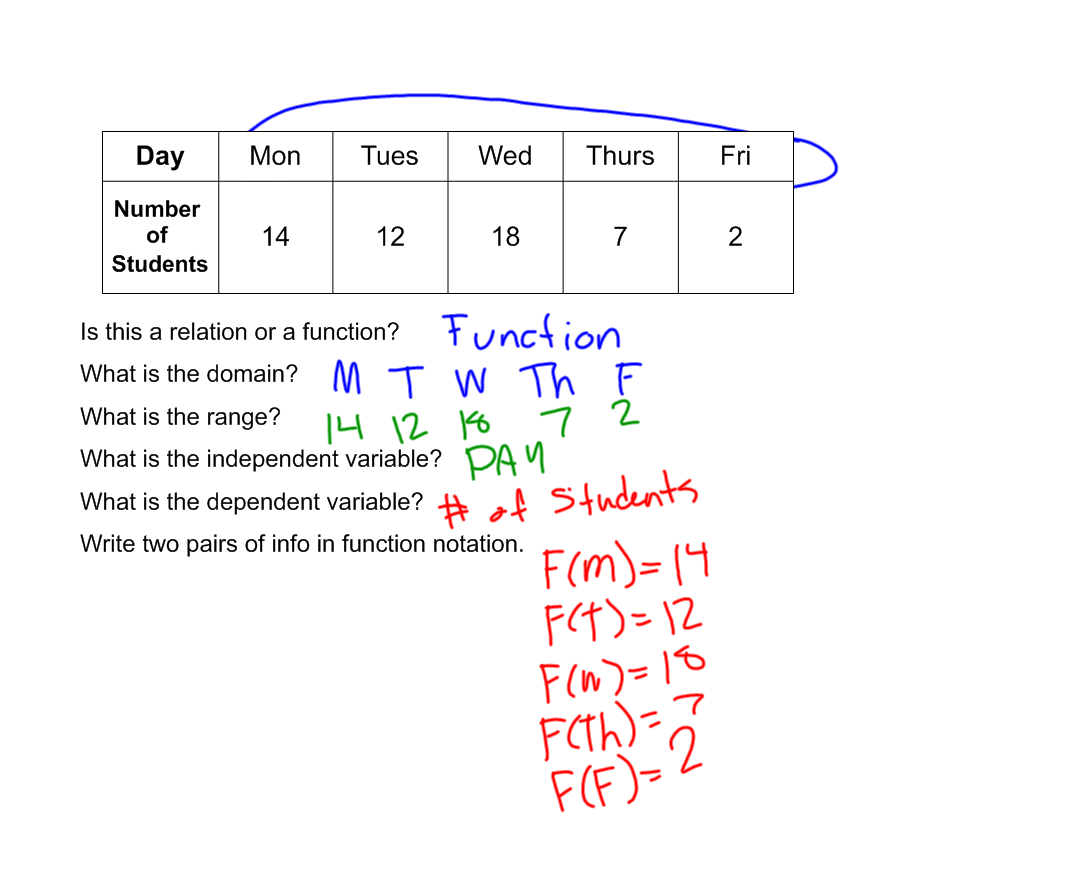 Day Mon Tues Wed Thurs Fri
Number
of
Students
14 12 18 7 2
Is this a relation or a function? Function
What is the domain? M T W Th F
What is the range? 14 12 18 7 2
What is the independent variable? DAY
What is the dependent variable? # of Students
Write two pairs of info in function notation.
F(m)=14
F(t)=12
F(w)=18
F(Th)=7
F(F)=2